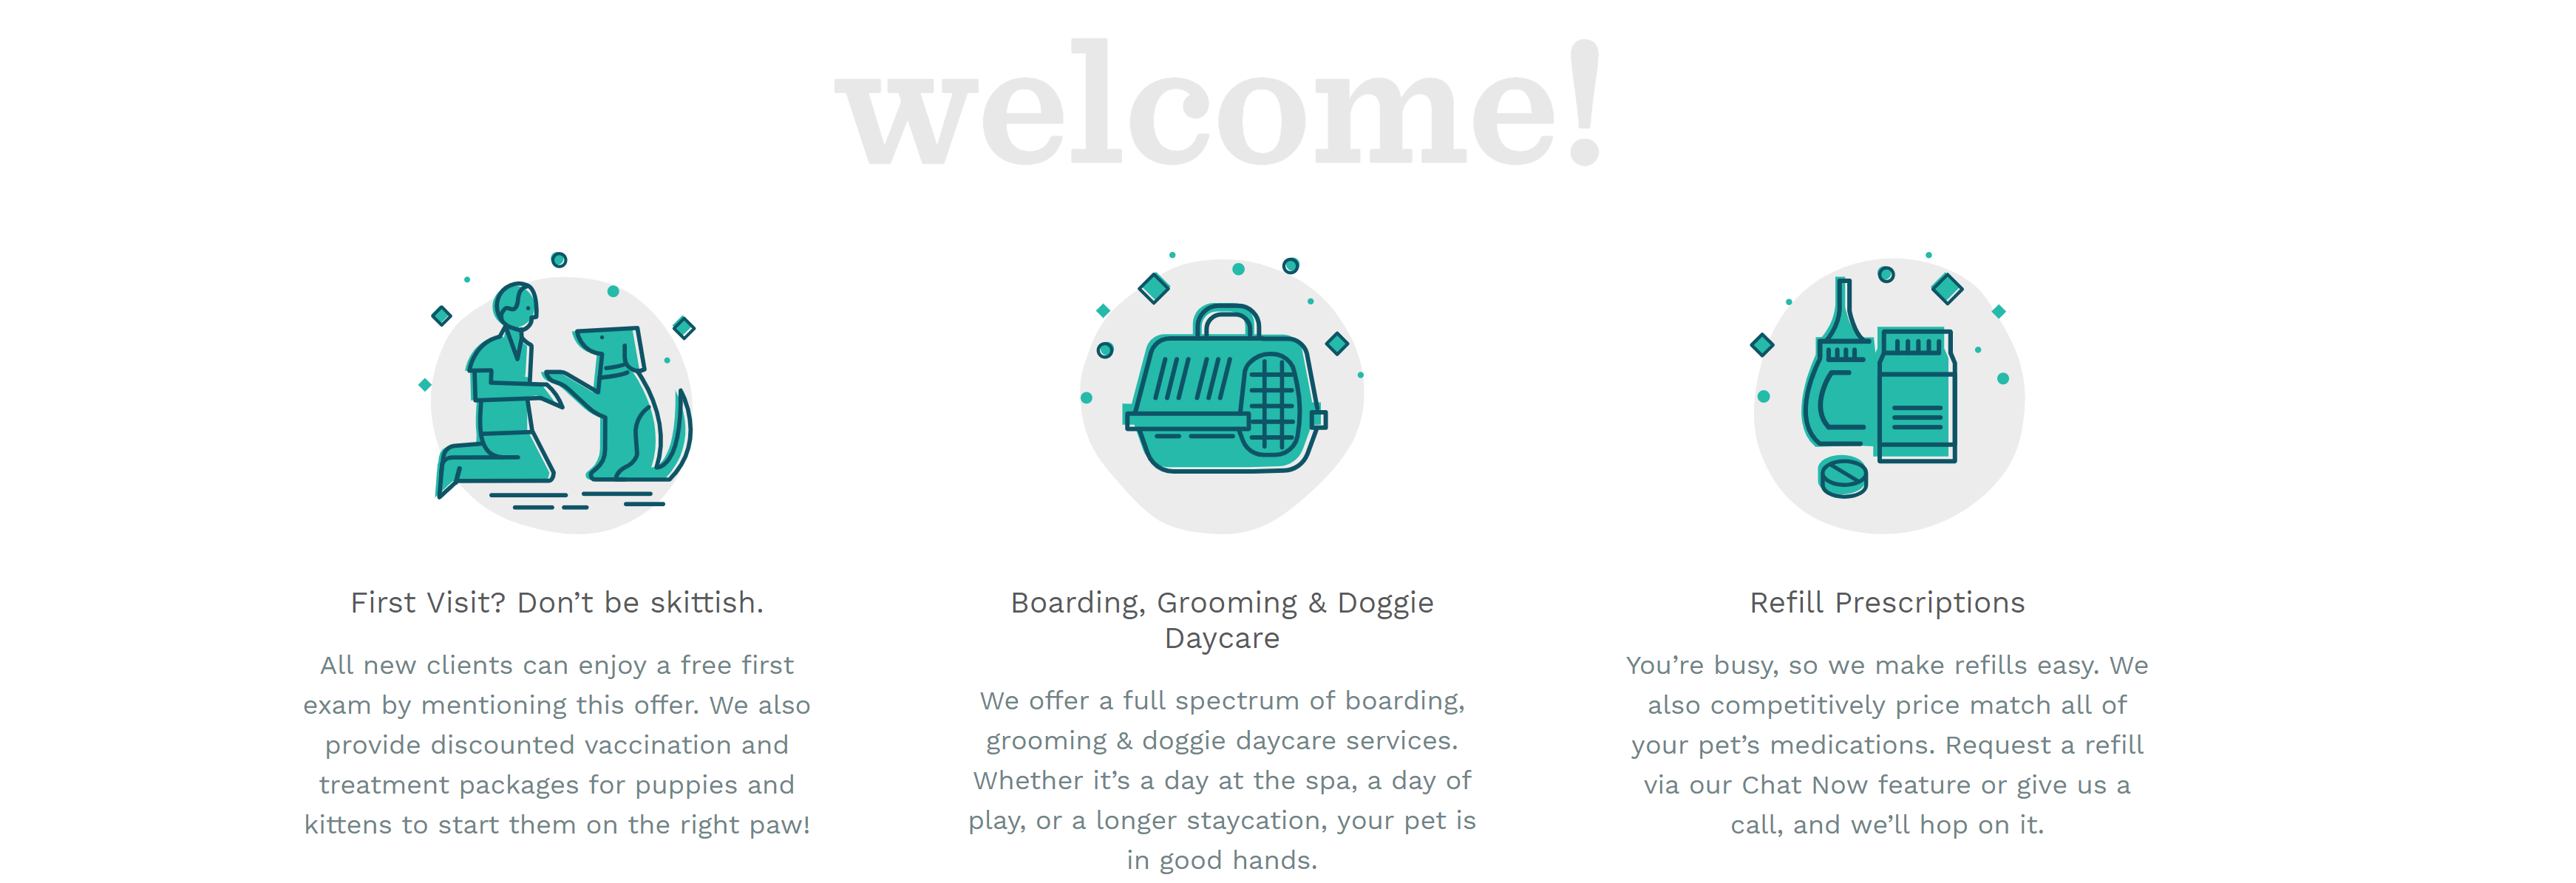 welcome!
First Visit? Don’t be skittish.
All new clients can enjoy a free first
exam by mentioning this offer. We also
provide discounted vaccination and
treatment packages for puppies and
kittens to start them on the right paw!
Boarding, Grooming & Doggie
Daycare
We offer a full spectrum of boarding,
grooming & doggie daycare services.
Whether it’s a day at the spa, a day of
play, or a longer staycation, your pet is
in good hands.
Refill Prescriptions
You’re busy, so we make refills easy. We
also competitively price match all of
your pet’s medications. Request a refill
via our Chat Now feature or give us a
call, and we’ll hop on it.